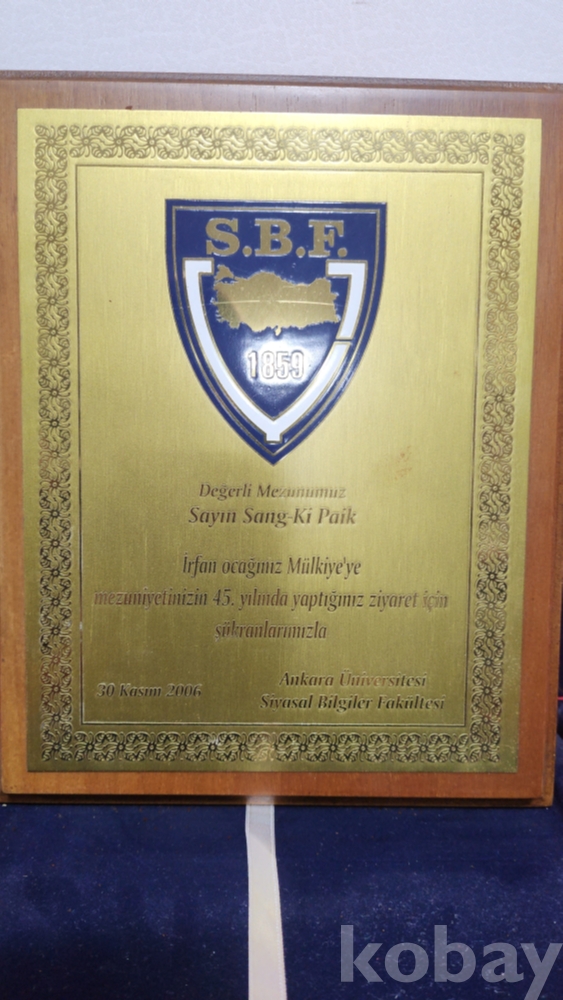 S.B.F.
1859
Değerli Mezunumuz
Sayın Sang-Ki Paik
İrfan ocağınız Mülkiye'ye
mezuniyetinizin 45. yılında yaptığınız ziyaret için
şükranlarımızla
30 Kasım 2006
Ankara Üniversitesi
Siyasal Bilgiler Fakültesi
kobay